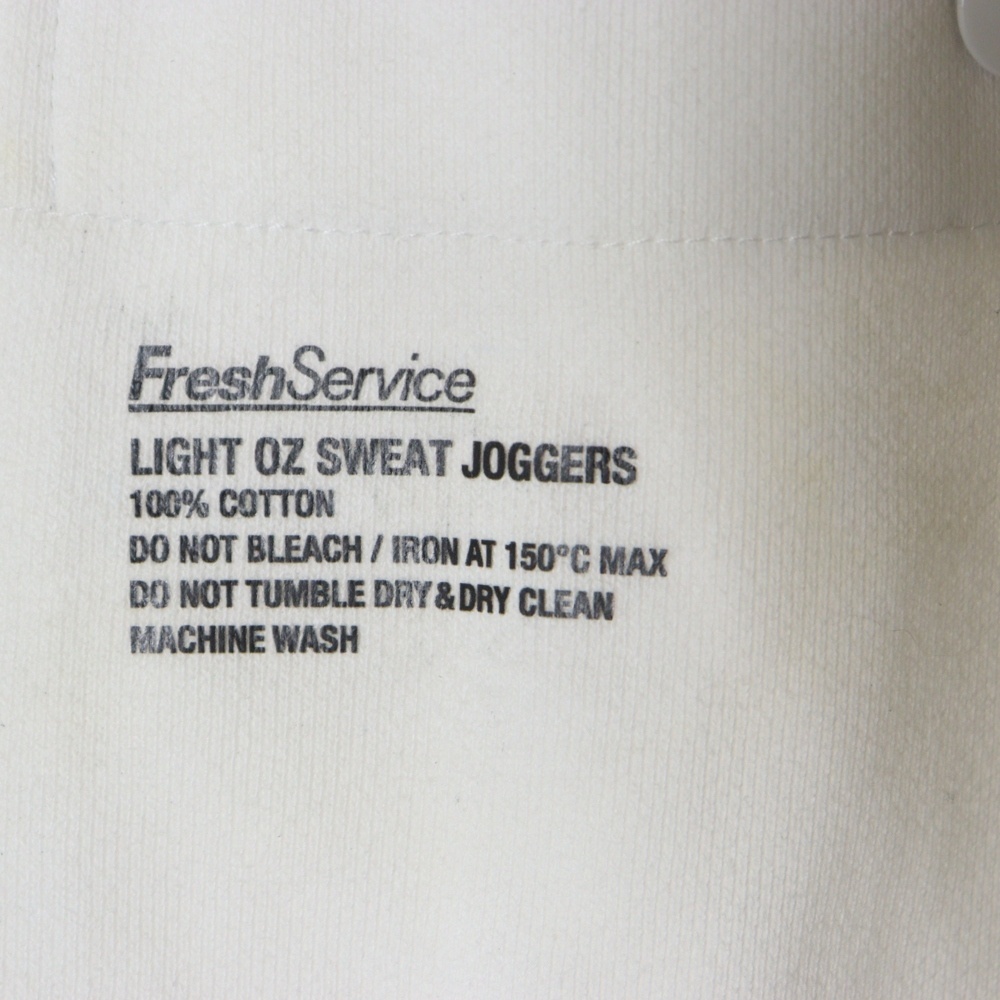 FreshService
LIGHT OZ SWEAT JOGGERS
100% COTTON
DO NOT BLEACH / IRON AT 150°C MAX
DO NOT TUMBLE DRY & DRY CLEAN
MACHINE WASH